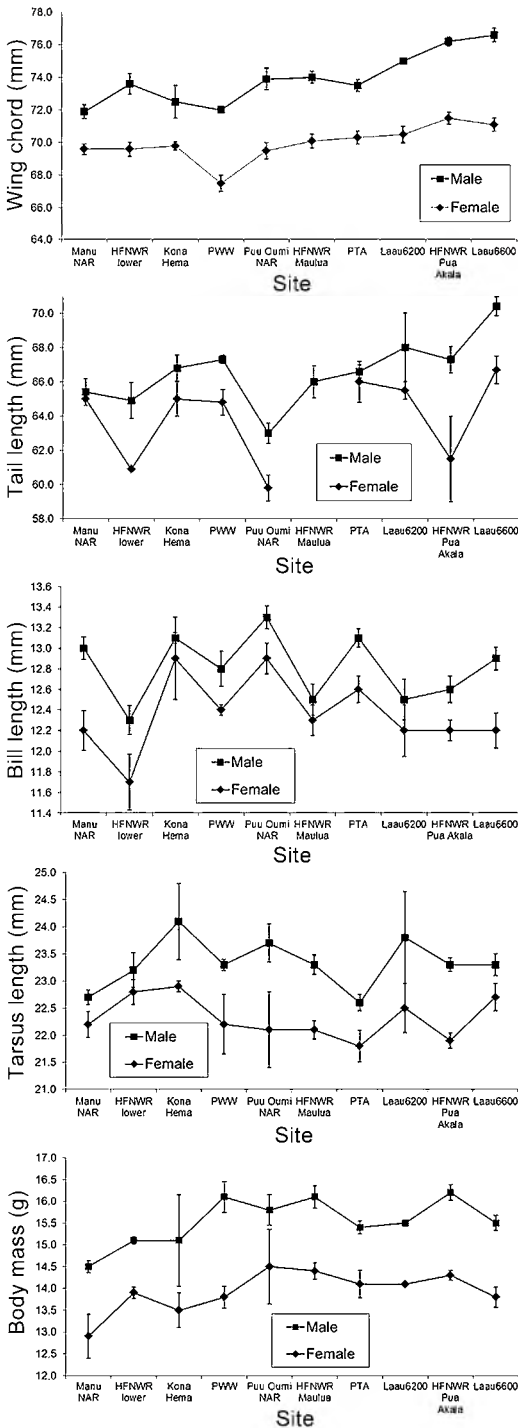 Wing chord (mm)
76.0
78.0
74.0
72.0
70.0
68.0
66.0
64.0
Male
Female
Manu NAR
HFNWR lower
Kona Hema
PWW
Puu Oumi NAR
HFNWR Maulua
PTA
Laau6200
HFNWR Pua Akala
Laau6600
Site
Tail length (mm)
70.0
68.0
66.0
64.0
62.0
60.0
58.0
Male
Female
Manu NAR
HFNWR lower
Kona Hema
PWW
Puu Oumi NAR
HFNWR Maulua
PTA
Laau6200
HFNWR Pua Akala
Laau6600
Site
Bill length (mm)
13.6
13.4
13.2
13.0
12.8
12.6
12.4
12.2
12.0
11.8
11.6
11.4
Male
Female
Manu NAR
HFNWR lower
Kona Hema
PWW
Puu Oumi NAR
HFNWR Maulua
PTA
Laau6200
HFNWR Pua Akala
Laau6600
Site
Tarsus length (mm)
25.0
24.5
24.0
23.5
23.0
22.5
22.0
21.5
21.0
Male
Female
Manu NAR
HFNWR lower
Kona Hema
PWW
Puu Oumi NAR
HFNWR Maulua
PTA
Laau6200
HFNWR Pua Akala
Laau6600
Site
Body mass (g)
17.0
16.5
16.0
15.5
15.0
14.5
14.0
13.5
13.0
12.5
12.0
Male
Female
Manu NAR
HFNWR lower
Kona Hema
PWW
Puu Oumi NAR
HFNWR Maulua
PTA
Laau6200
HFNWR Pua Akala
Laau6600
Site